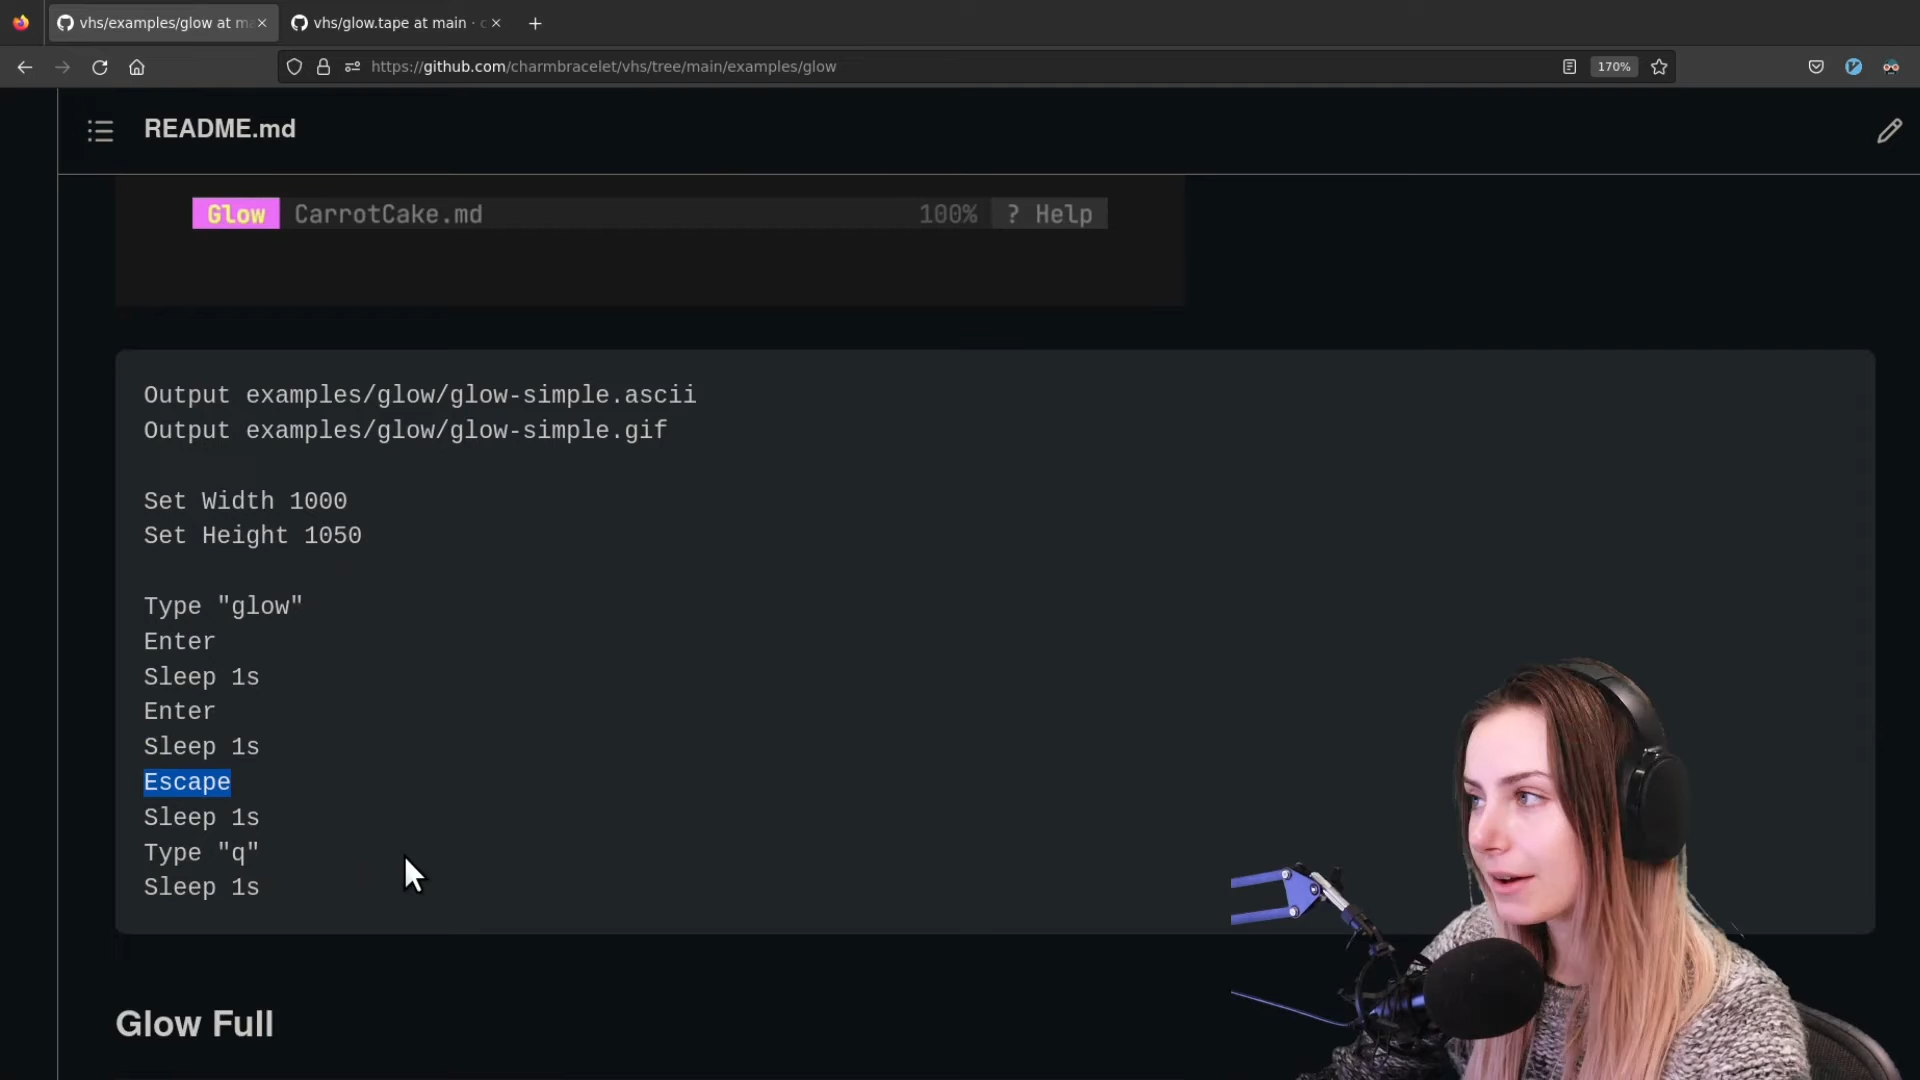 vhs/examples/glow at m
vhs/glow.tape at main · c
https://github.com/charmbracelet/vhs/tree/main/examples/glow
170%
README.md
Glow CarrotCake.md 100% ? Help
Output examples/glow/glow-simple.ascii
Output examples/glow/glow-simple.gif
Set Width 1000
Set Height 1050
Type "glow"
Enter
Sleep 1s
Enter
Sleep 1s
Escape
Sleep 1s
Type "q"
Sleep 1s
Glow Full